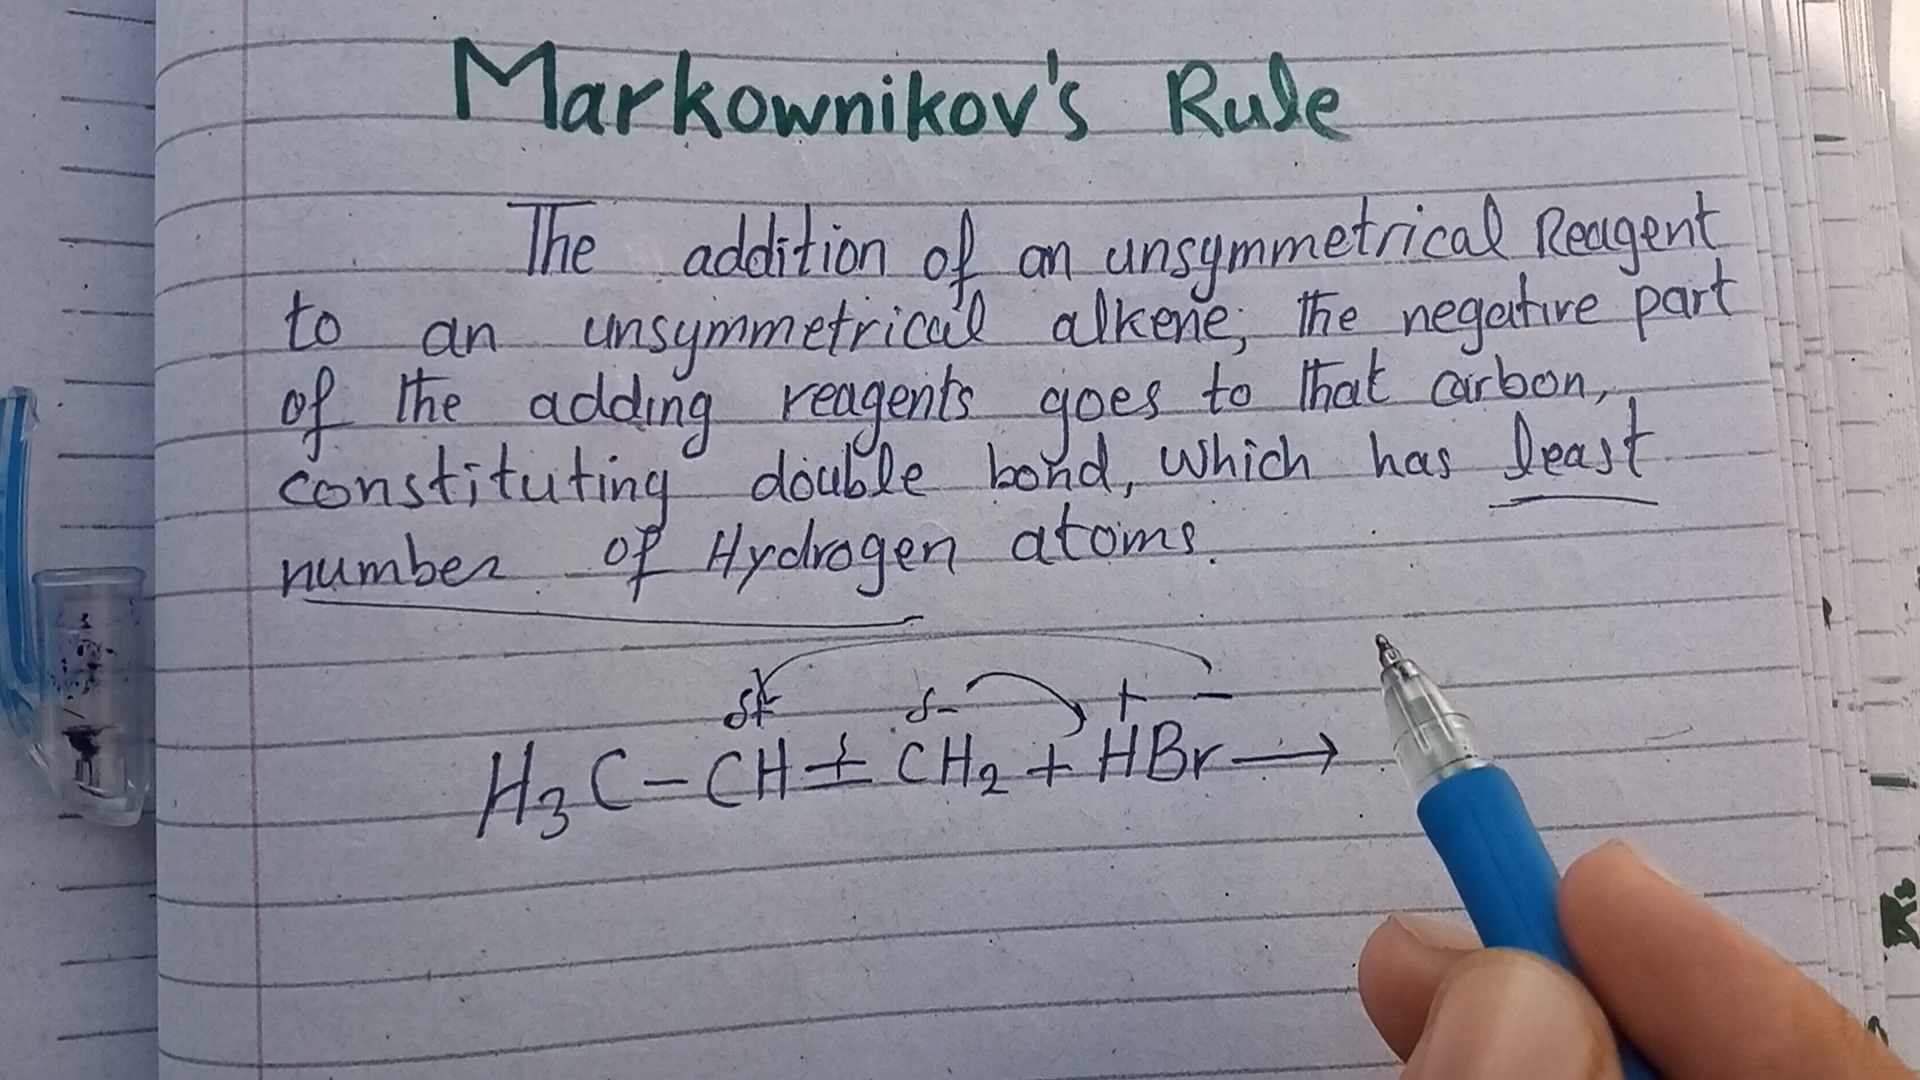 Markownikov's Rule
The addition of an unsymmetrical Reagent
to an unsymmetrical alkene, the negative part
of the adding reagents goes to that carbon,
constituting double bond, which has least
number of Hydrogen atoms.
δ+ δ- + -
H₃C-CH=CH₂+HBr→